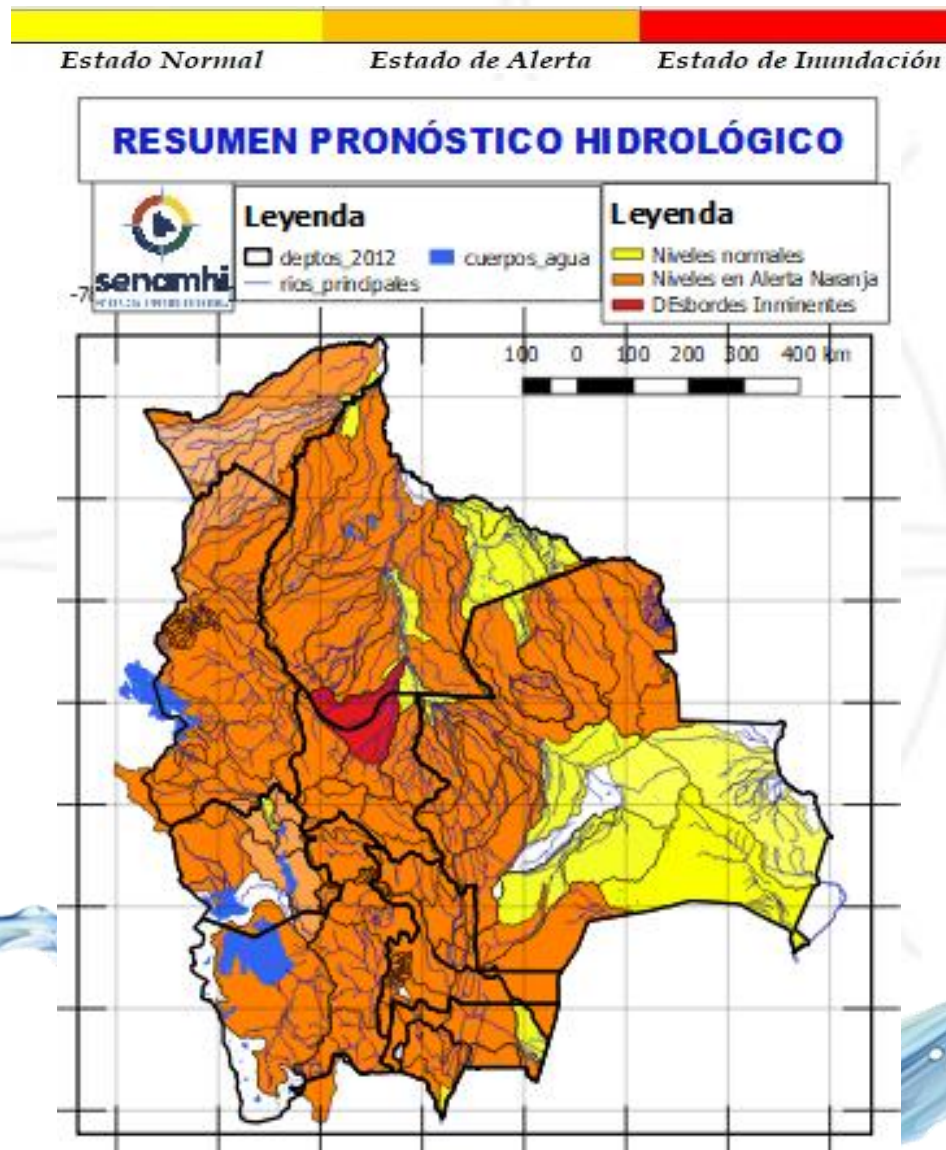 Estado Normal Estado de Alerta Estado de Inundación
RESUMEN PRONÓSTICO HIDROLÓGICO
senamhi
Leyenda
deptos_2012 cuerpos_agua
rios_principales
Leyenda
Niveles normales
Niveles en Alerta Naranja
DEsbordes Inminentes
100 0 100 200 300 400 km